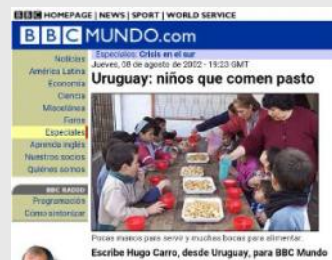 BBC HOMEPAGE | NEWS | SPORT | WORLD SERVICE
BBC MUNDO.com
Noticias
América Latina
Economía
Ciencia
Miscelánea
Foros
Especiales
Aprenda inglés
Nuestros socios
Quiénes somos
BBC RADIO
Programación
Cómo sintonizar
Especiales: Crisis en el sur
Jueves, 08 de agosto de 2002 - 19:23 GMT
Uruguay: niños que comen pasto
Pocas manos para servir y muchas bocas para alimentar.
Escribe Hugo Carro, desde Uruguay, para BBC Mundo